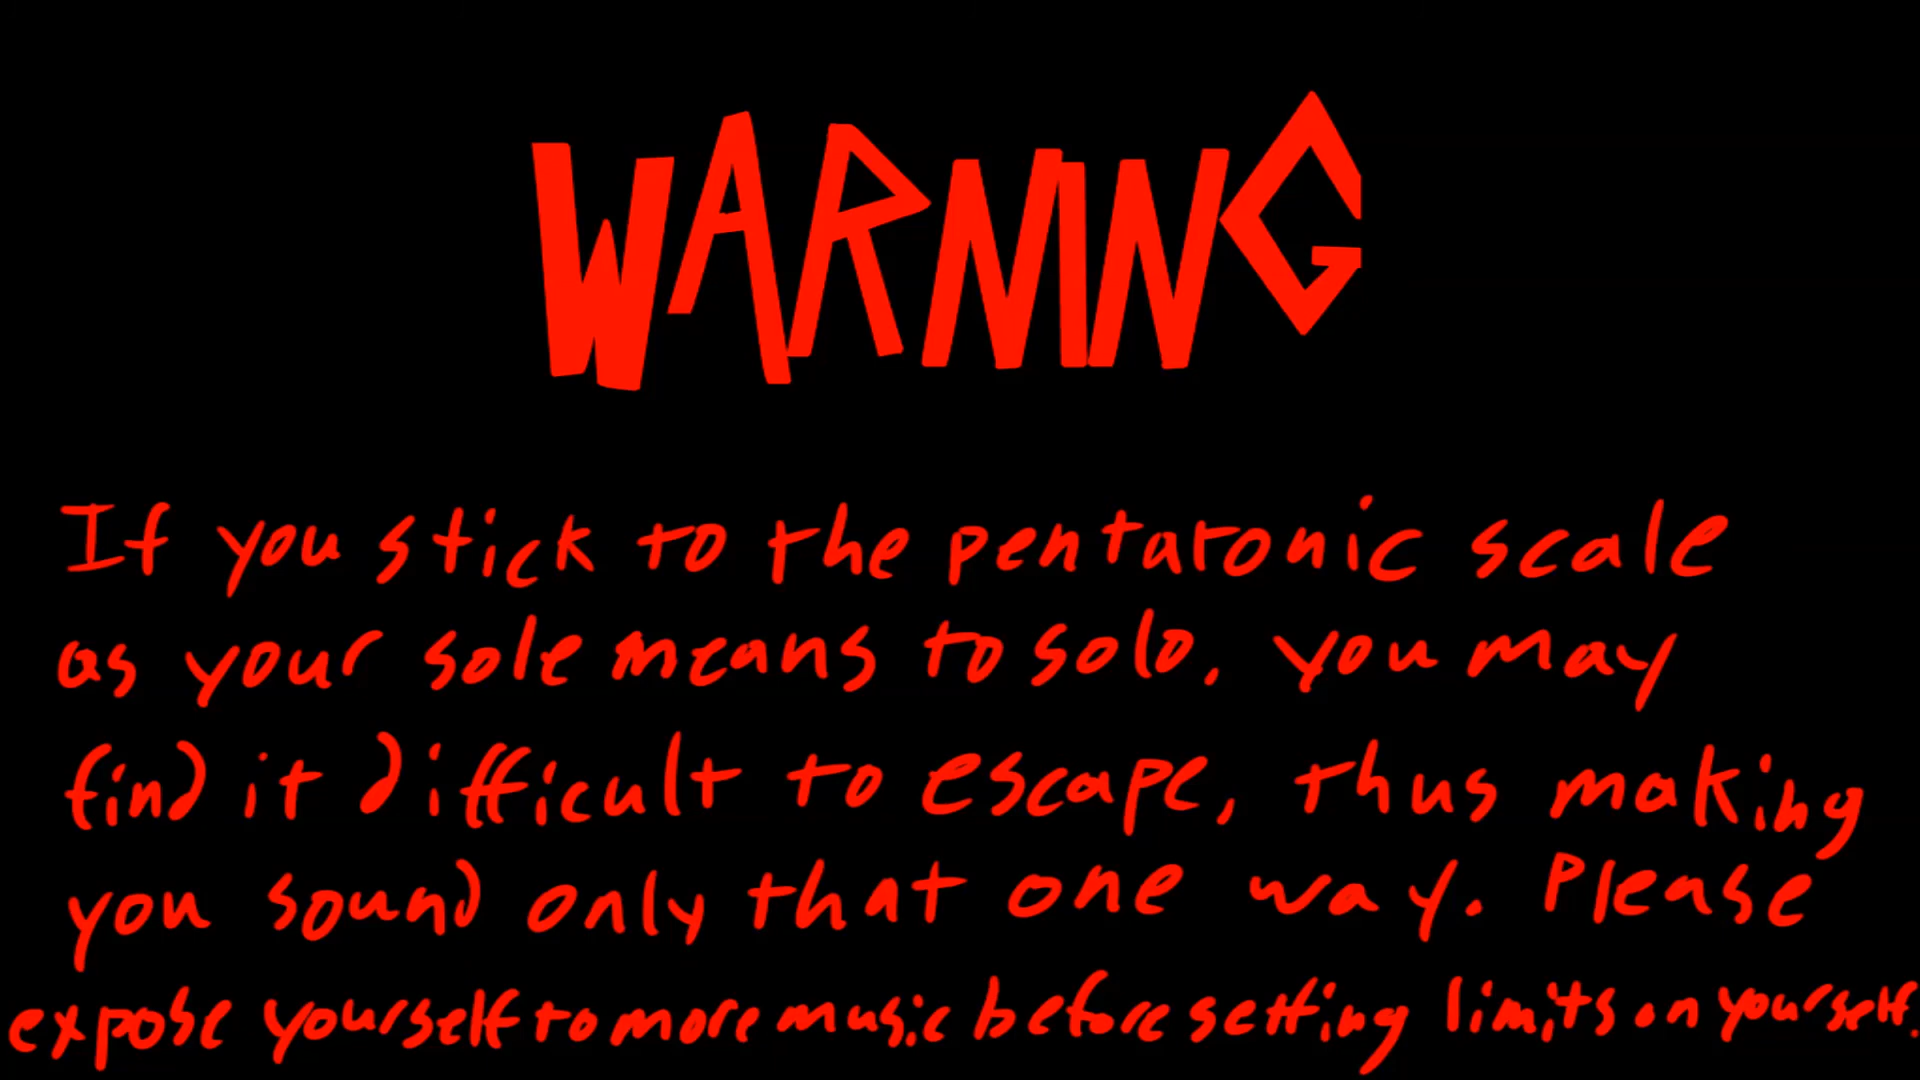 WARNING
If you stick to the pentatonic scale
as your sole means to solo, you may
find it difficult to escape, thus making
you sound only that one way. Please
expose yourself to more music before setting limits on yourself.